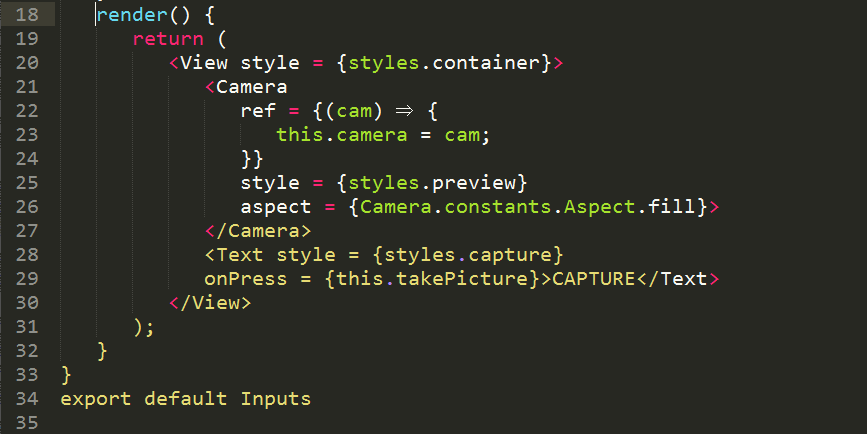 18 render() {
19 return (
20 <View style = {styles.container}>
21 <Camera
22 ref = {(cam) => {
23 this.camera = cam;
24 }}
25 style = {styles.preview}
26 aspect = {Camera.constants.Aspect.fill}>
27 </Camera>
28 <Text style = {styles.capture}
29 onPress = {this.takePicture}>CAPTURE</Text>
30 </View>
31 );
32 }
33 }
34 export default Inputs
35